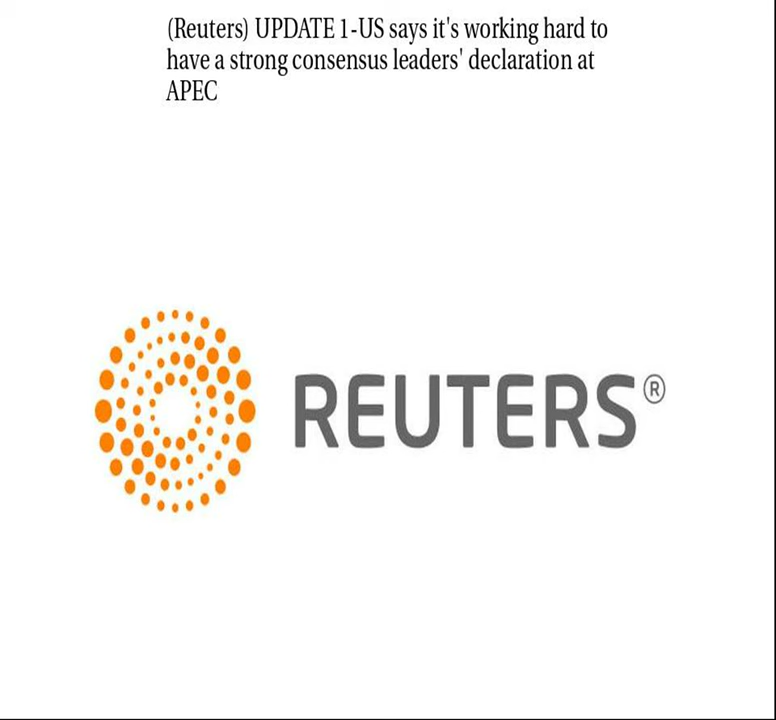 (Reuters) UPDATE 1-US says it's working hard to
have a strong consensus leaders' declaration at
APEC
REUTERS®